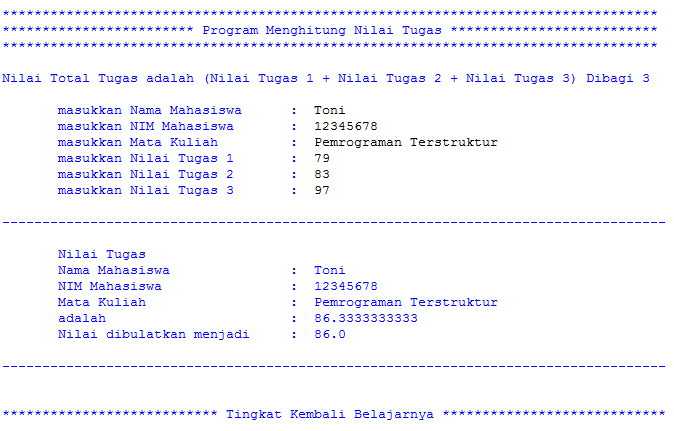 **********************************************************************************
************************ Program Menghitung Nilai Tugas **************************
**********************************************************************************
Nilai Total Tugas adalah (Nilai Tugas 1 + Nilai Tugas 2 + Nilai Tugas 3) Dibagi 3
masukkan Nama Mahasiswa : Toni
masukkan NIM Mahasiswa : 12345678
masukkan Mata Kuliah : Pemrograman Terstruktur
masukkan Nilai Tugas 1 : 79
masukkan Nilai Tugas 2 : 83
masukkan Nilai Tugas 3 : 97
-----------------------------------------------------------------------------------
Nilai Tugas
Nama Mahasiswa : Toni
NIM Mahasiswa : 12345678
Mata Kuliah : Pemrograman Terstruktur
adalah : 86.3333333333
Nilai dibulatkan menjadi : 86.0
-----------------------------------------------------------------------------------
*************************** Tingkat Kembali Belajarnya ****************************